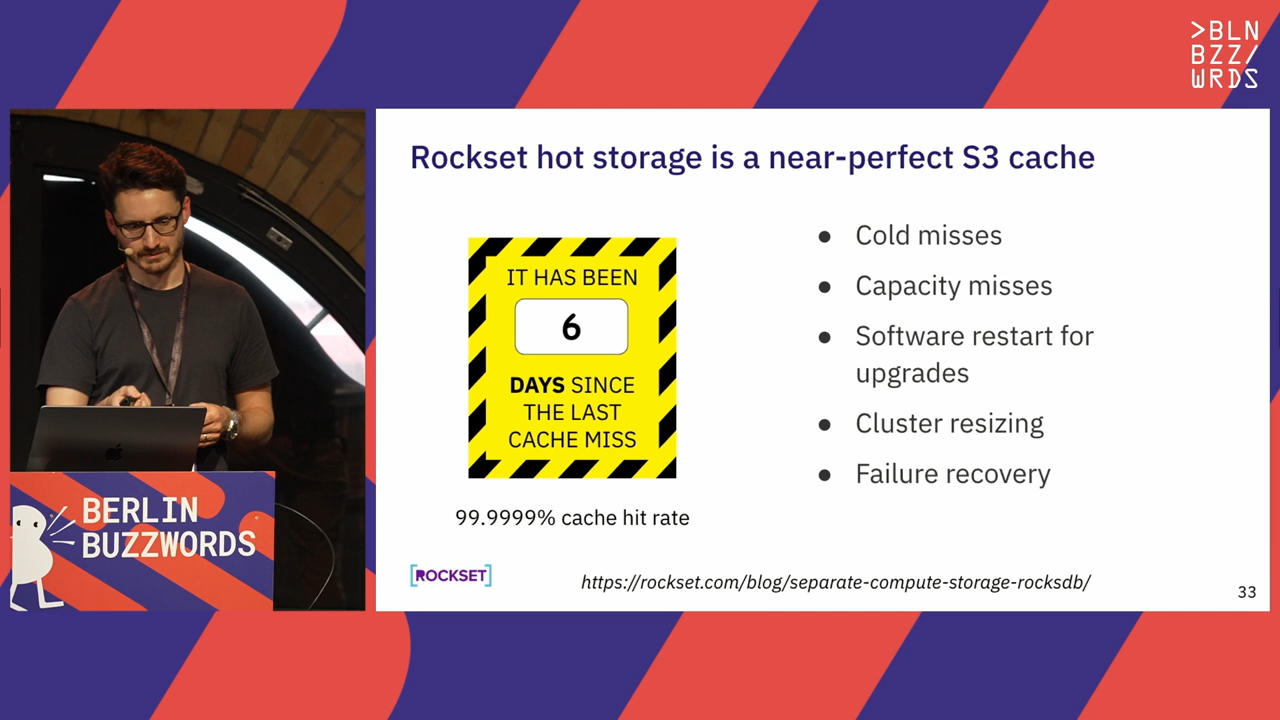 >BLN
BZZ/
WRDS
Rockset hot storage is a near-perfect S3 cache
IT HAS BEEN
6
DAYS SINCE
THE LAST
CACHE MISS
99.9999% cache hit rate
● Cold misses
● Capacity misses
● Software restart for
upgrades
● Cluster resizing
● Failure recovery
[ROCKSET]
https://rockset.com/blog/separate-compute-storage-rocksdb/
33
BERLIN
BUZZWORDS